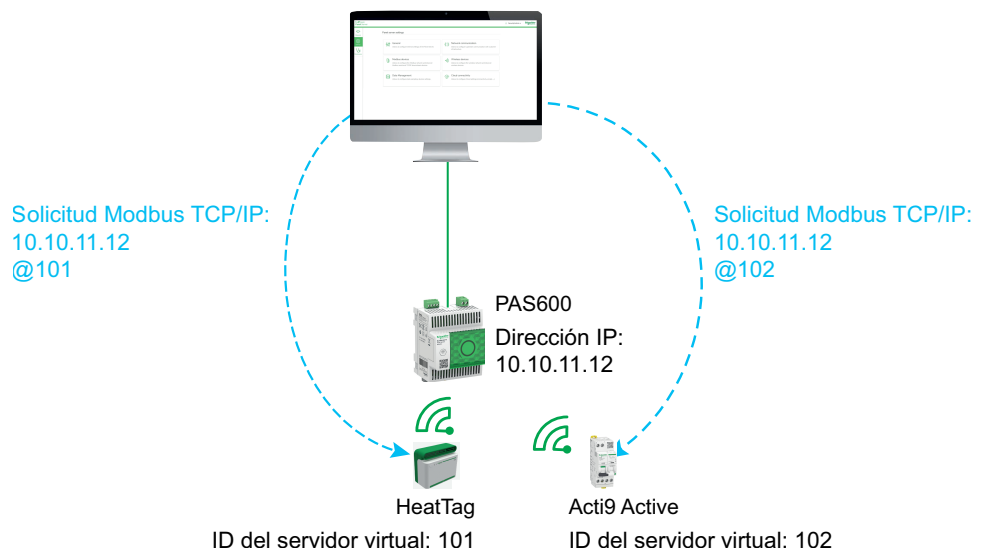 Solicitud Modbus TCP/IP:
10.10.11.12
@101
Solicitud Modbus TCP/IP:
10.10.11.12
@102
PAS600
Dirección IP:
10.10.11.12
HeatTag
Acti9 Active
ID del servidor virtual: 101
ID del servidor virtual: 102